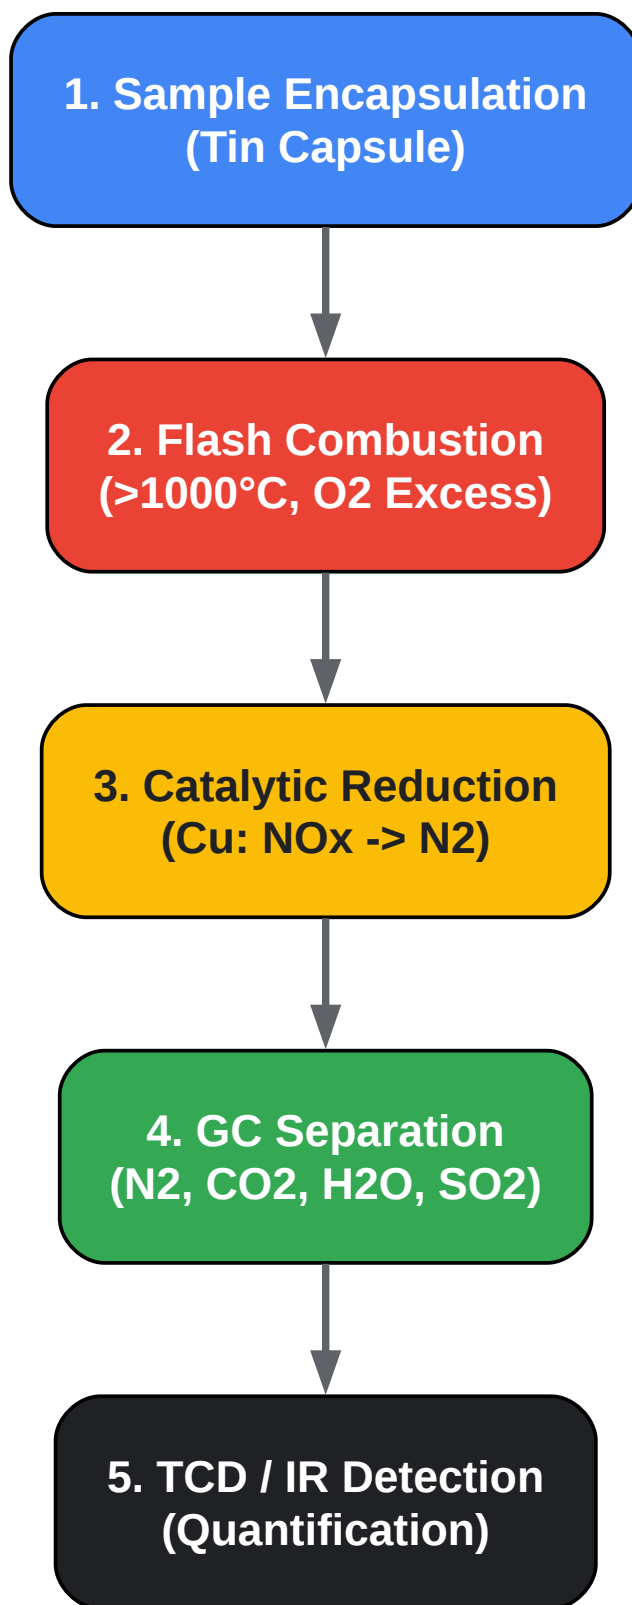 1. Sample Encapsulation
(Tin Capsule)
2. Flash Combustion
(>1000°C, O2 Excess)
3. Catalytic Reduction
(Cu: NOx -> N2)
4. GC Separation
(N2, CO2, H2O, SO2)
5. TCD / IR Detection
(Quantification)